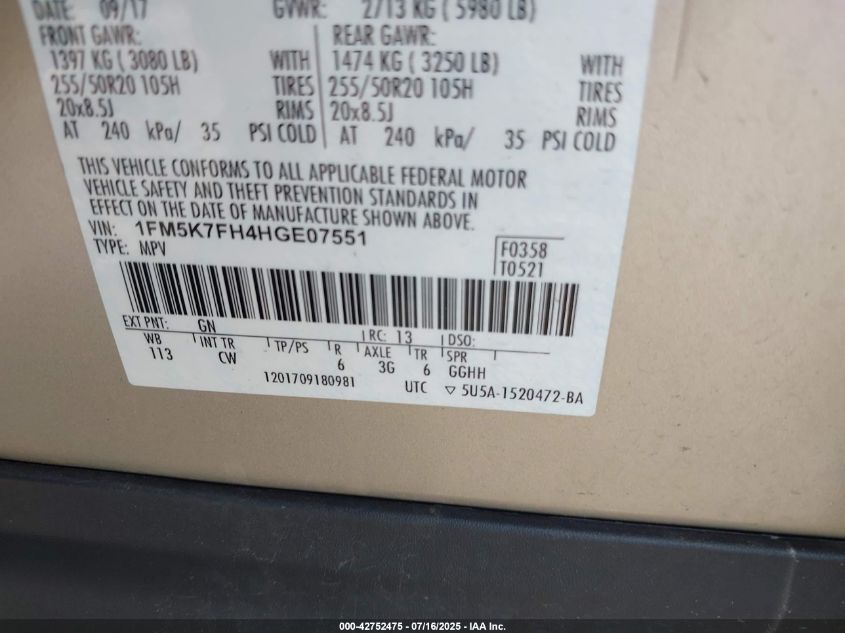 DATE: 09/17 GVWR: 2713 KG ( 5980 LB)
FRONT GAWR: REAR GAWR:
1397 KG ( 3080 LB) WITH 1474 KG ( 3250 LB) WITH
255/50R20 105H TIRES 255/50R20 105H TIRES
20x8.5J RIMS 20x8.5J RIMS
AT 240 kPa/ 35 PSI COLD AT 240 kPa/ 35 PSI COLD
THIS VEHICLE CONFORMS TO ALL APPLICABLE FEDERAL MOTOR
VEHICLE SAFETY AND THEFT PREVENTION STANDARDS IN
EFFECT ON THE DATE OF MANUFACTURE SHOWN ABOVE.
VIN: 1FM5K7FH4HGE07551
TYPE: MPV
F0358
T0521
EXT PNT: GN RC: 13 DSO:
WB INT TR TP/PS R AXLE TR SPR
113 CW 6 3G 6 GGHH
1201709180981 UTC ▽ 5U5A-1520472-BA
000-42752475 - 07/16/2025 - IAA Inc.